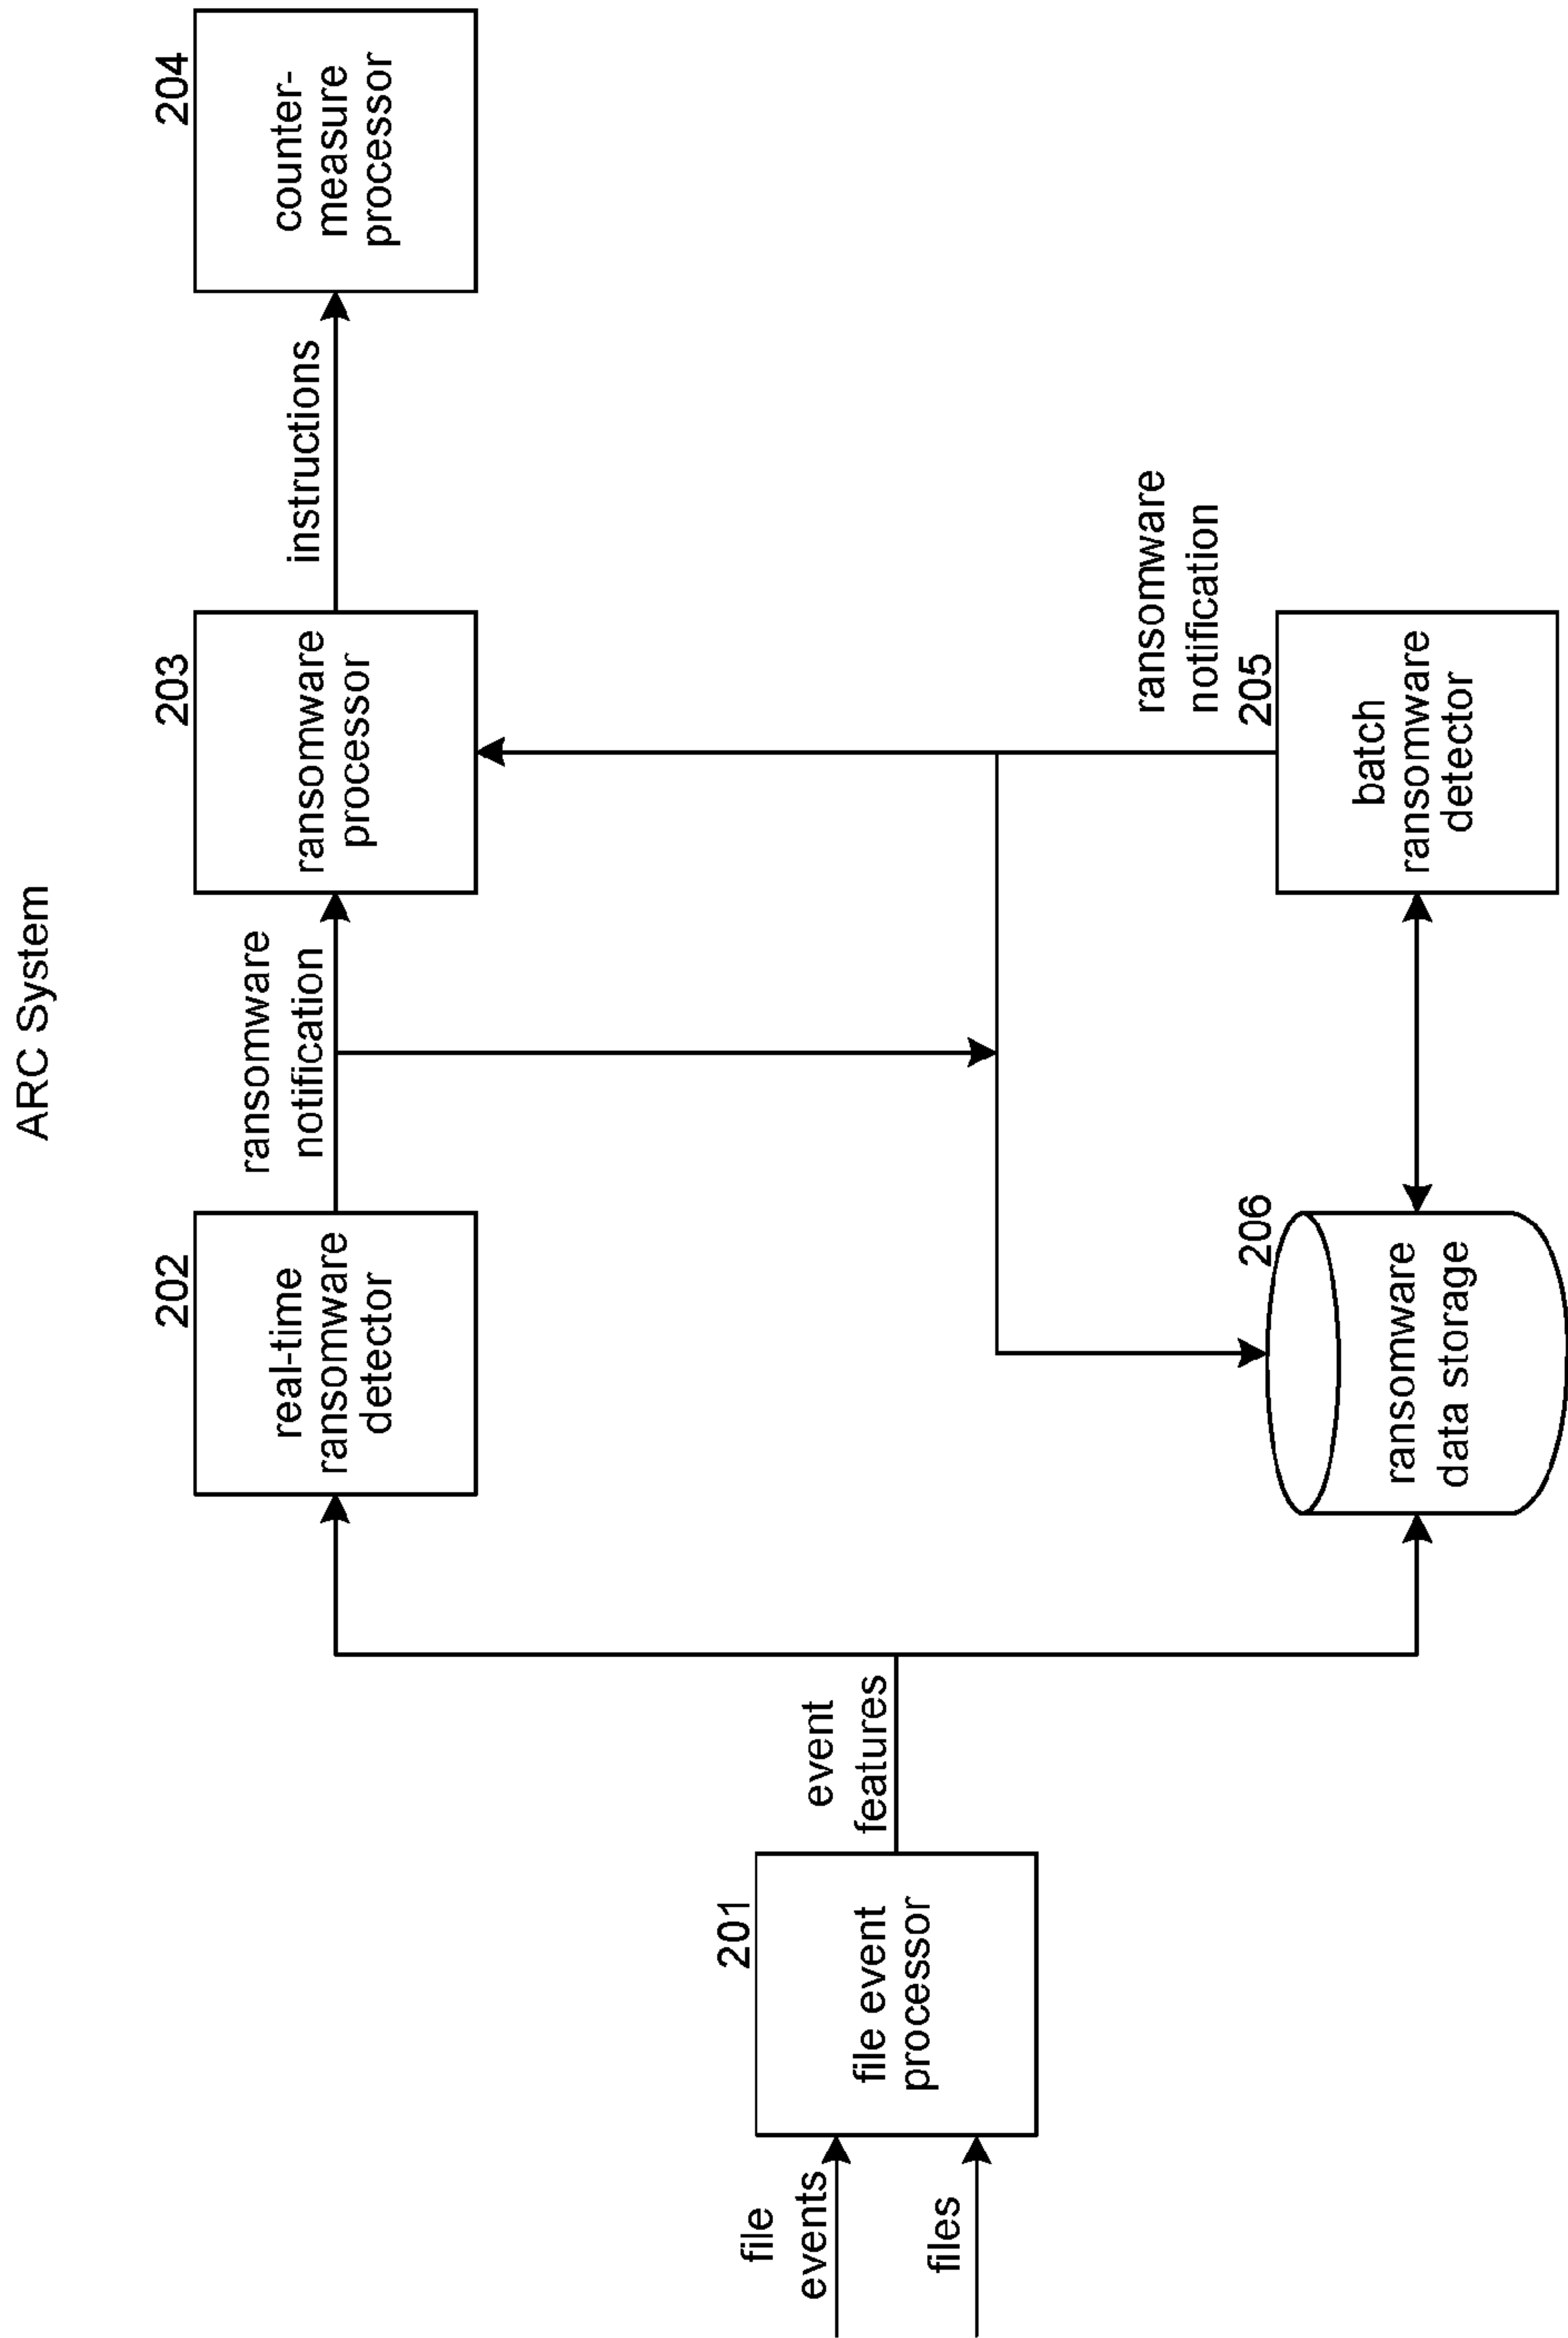 ARC System
file
events
files
201
file event
processor
event
features
202
real-time
ransomware
detector
ransomware
notification
203
ransomware
processor
instructions
204
counter-
measure
processor
206
ransomware
data storage
205
batch
ransomware
detector
ransomware
notification